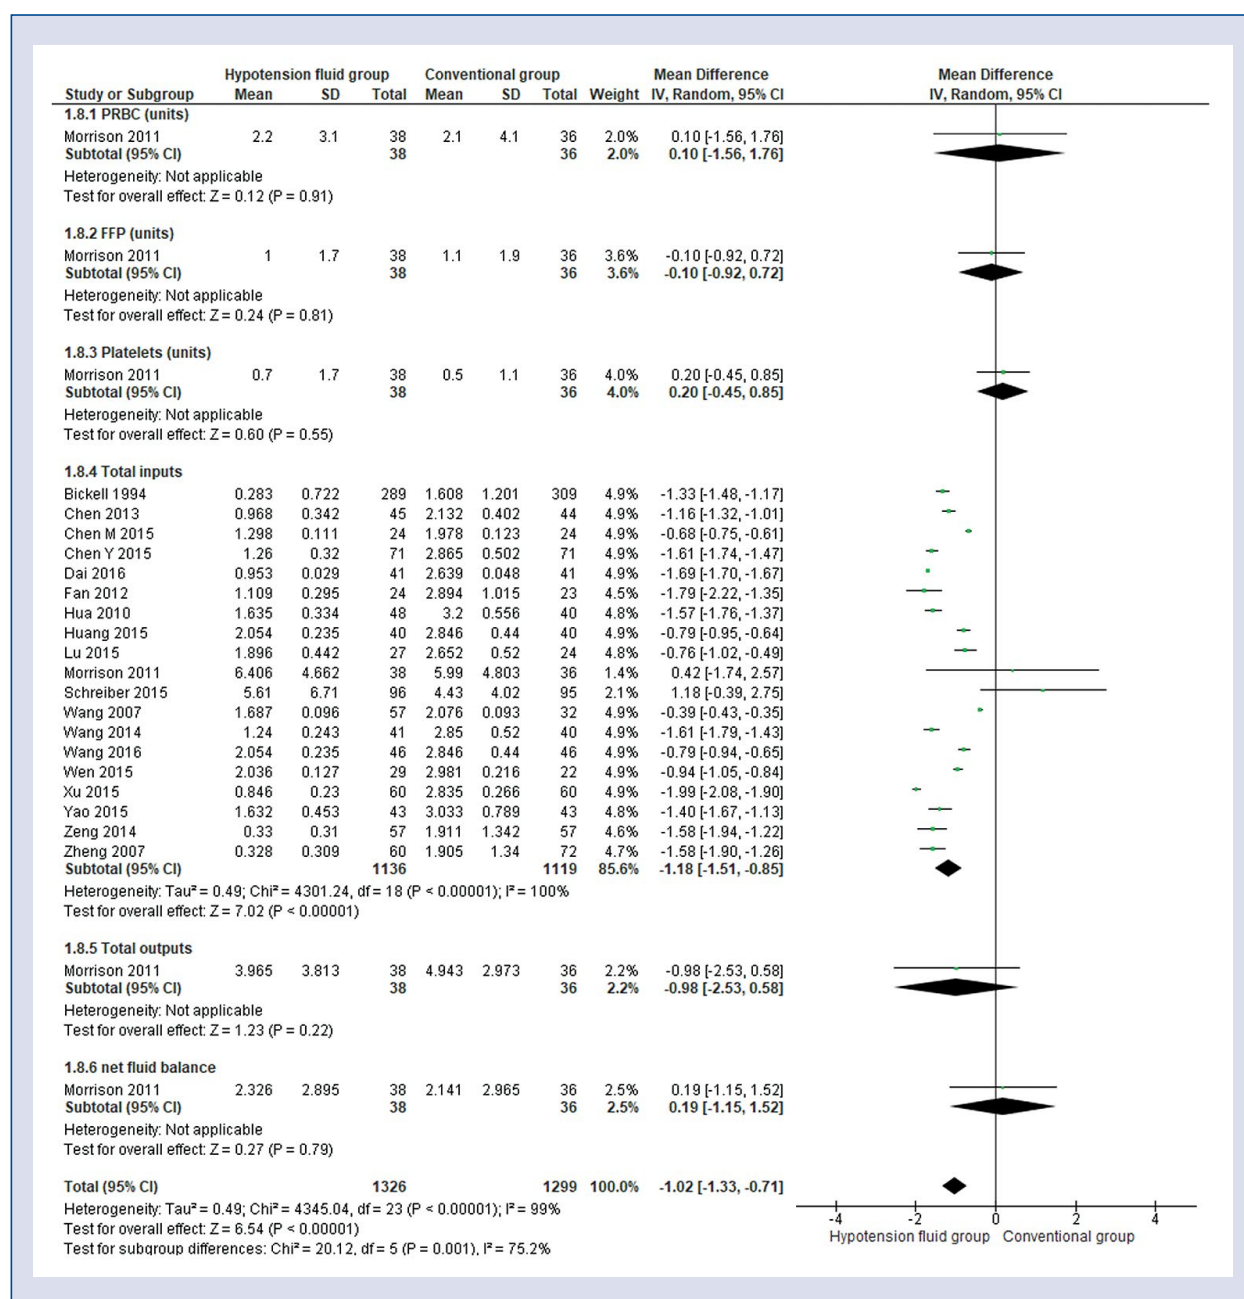 Hypotension fluid group Conventional group Mean Difference Mean Difference
Study or Subgroup Mean SD Total Mean SD Total Weight IV, Random, 95% CI IV, Random, 95% CI
1.8.1 PRBC (units)
Morrison 2011 2.2 3.1 38 2.1 4.1 36 2.0% 0.10 [-1.56, 1.76]
Subtotal (95% CI) 38 36 2.0% 0.10 [-1.56, 1.76]
Heterogeneity: Not applicable
Test for overall effect: Z = 0.12 (P = 0.91)
1.8.2 FFP (units)
Morrison 2011 1 1.7 38 1.1 1.9 36 3.6% -0.10 [-0.92, 0.72]
Subtotal (95% CI) 38 36 3.6% -0.10 [-0.92, 0.72]
Heterogeneity: Not applicable
Test for overall effect: Z = 0.24 (P = 0.81)
1.8.3 Platelets (units)
Morrison 2011 0.7 1.7 38 0.5 1.1 36 4.0% 0.20 [-0.45, 0.85]
Subtotal (95% CI) 38 36 4.0% 0.20 [-0.45, 0.85]
Heterogeneity: Not applicable
Test for overall effect: Z = 0.60 (P = 0.55)
1.8.4 Total inputs
Bickell 1994 0.283 0.722 289 1.608 1.201 309 4.9% -1.33 [-1.48, -1.17]
Chen 2013 0.968 0.342 45 2.132 0.402 44 4.9% -1.16 [-1.32, -1.01]
Chen M 2015 1.298 0.111 24 1.978 0.123 24 4.9% -0.68 [-0.75, -0.61]
Chen Y 2015 1.26 0.32 71 2.865 0.502 71 4.9% -1.61 [-1.74, -1.47]
Dai 2016 0.953 0.029 41 2.639 0.048 41 4.9% -1.69 [-1.70, -1.67]
Fan 2012 1.109 0.295 24 2.894 1.015 23 4.5% -1.79 [-2.22, -1.35]
Hua 2010 1.635 0.334 48 3.2 0.556 40 4.8% -1.57 [-1.76, -1.37]
Huang 2015 2.054 0.235 40 2.846 0.44 40 4.9% -0.79 [-0.95, -0.64]
Lu 2015 1.896 0.442 27 2.652 0.52 24 4.8% -0.76 [-1.02, -0.49]
Morrison 2011 6.406 4.662 38 5.99 4.803 36 1.4% 0.42 [-1.74, 2.57]
Schreiber 2015 5.61 6.71 96 4.43 4.02 95 2.1% 1.18 [-0.39, 2.75]
Wang 2007 1.687 0.096 57 2.076 0.093 32 4.9% -0.39 [-0.43, -0.35]
Wang 2014 1.24 0.243 41 2.85 0.52 40 4.9% -1.61 [-1.79, -1.43]
Wang 2016 2.054 0.235 46 2.846 0.44 46 4.9% -0.79 [-0.94, -0.65]
Wen 2015 2.036 0.127 29 2.981 0.216 22 4.9% -0.94 [-1.05, -0.84]
Xu 2015 0.846 0.23 60 2.835 0.266 60 4.9% -1.99 [-2.08, -1.90]
Yao 2015 1.632 0.453 43 3.033 0.789 43 4.8% -1.40 [-1.67, -1.13]
Zeng 2014 0.33 0.31 57 1.911 1.342 57 4.6% -1.58 [-1.94, -1.22]
Zheng 2007 0.328 0.309 60 1.905 1.34 72 4.7% -1.58 [-1.90, -1.26]
Subtotal (95% CI) 1136 1119 85.6% -1.18 [-1.51, -0.85]
Heterogeneity: Tau² = 0.49; Chi² = 4301.24, df = 18 (P < 0.00001); I² = 100%
Test for overall effect: Z = 7.02 (P < 0.00001)
1.8.5 Total outputs
Morrison 2011 3.965 3.813 38 4.943 2.973 36 2.2% -0.98 [-2.53, 0.58]
Subtotal (95% CI) 38 36 2.2% -0.98 [-2.53, 0.58]
Heterogeneity: Not applicable
Test for overall effect: Z = 1.23 (P = 0.22)
1.8.6 net fluid balance
Morrison 2011 2.326 2.895 38 2.141 2.965 36 2.5% 0.19 [-1.15, 1.52]
Subtotal (95% CI) 38 36 2.5% 0.19 [-1.15, 1.52]
Heterogeneity: Not applicable
Test for overall effect: Z = 0.27 (P = 0.79)
Total (95% CI) 1326 1299 100.0% -1.02 [-1.33, -0.71]
Heterogeneity: Tau² = 0.49; Chi² = 4345.04, df = 23 (P < 0.00001); I² = 99%
Test for overall effect: Z = 6.54 (P < 0.00001)
Test for subgroup differences: Chi² = 20.12, df = 5 (P = 0.001), I² = 75.2%
-4 -2 0 2 4
Hypotension fluid group Conventional group